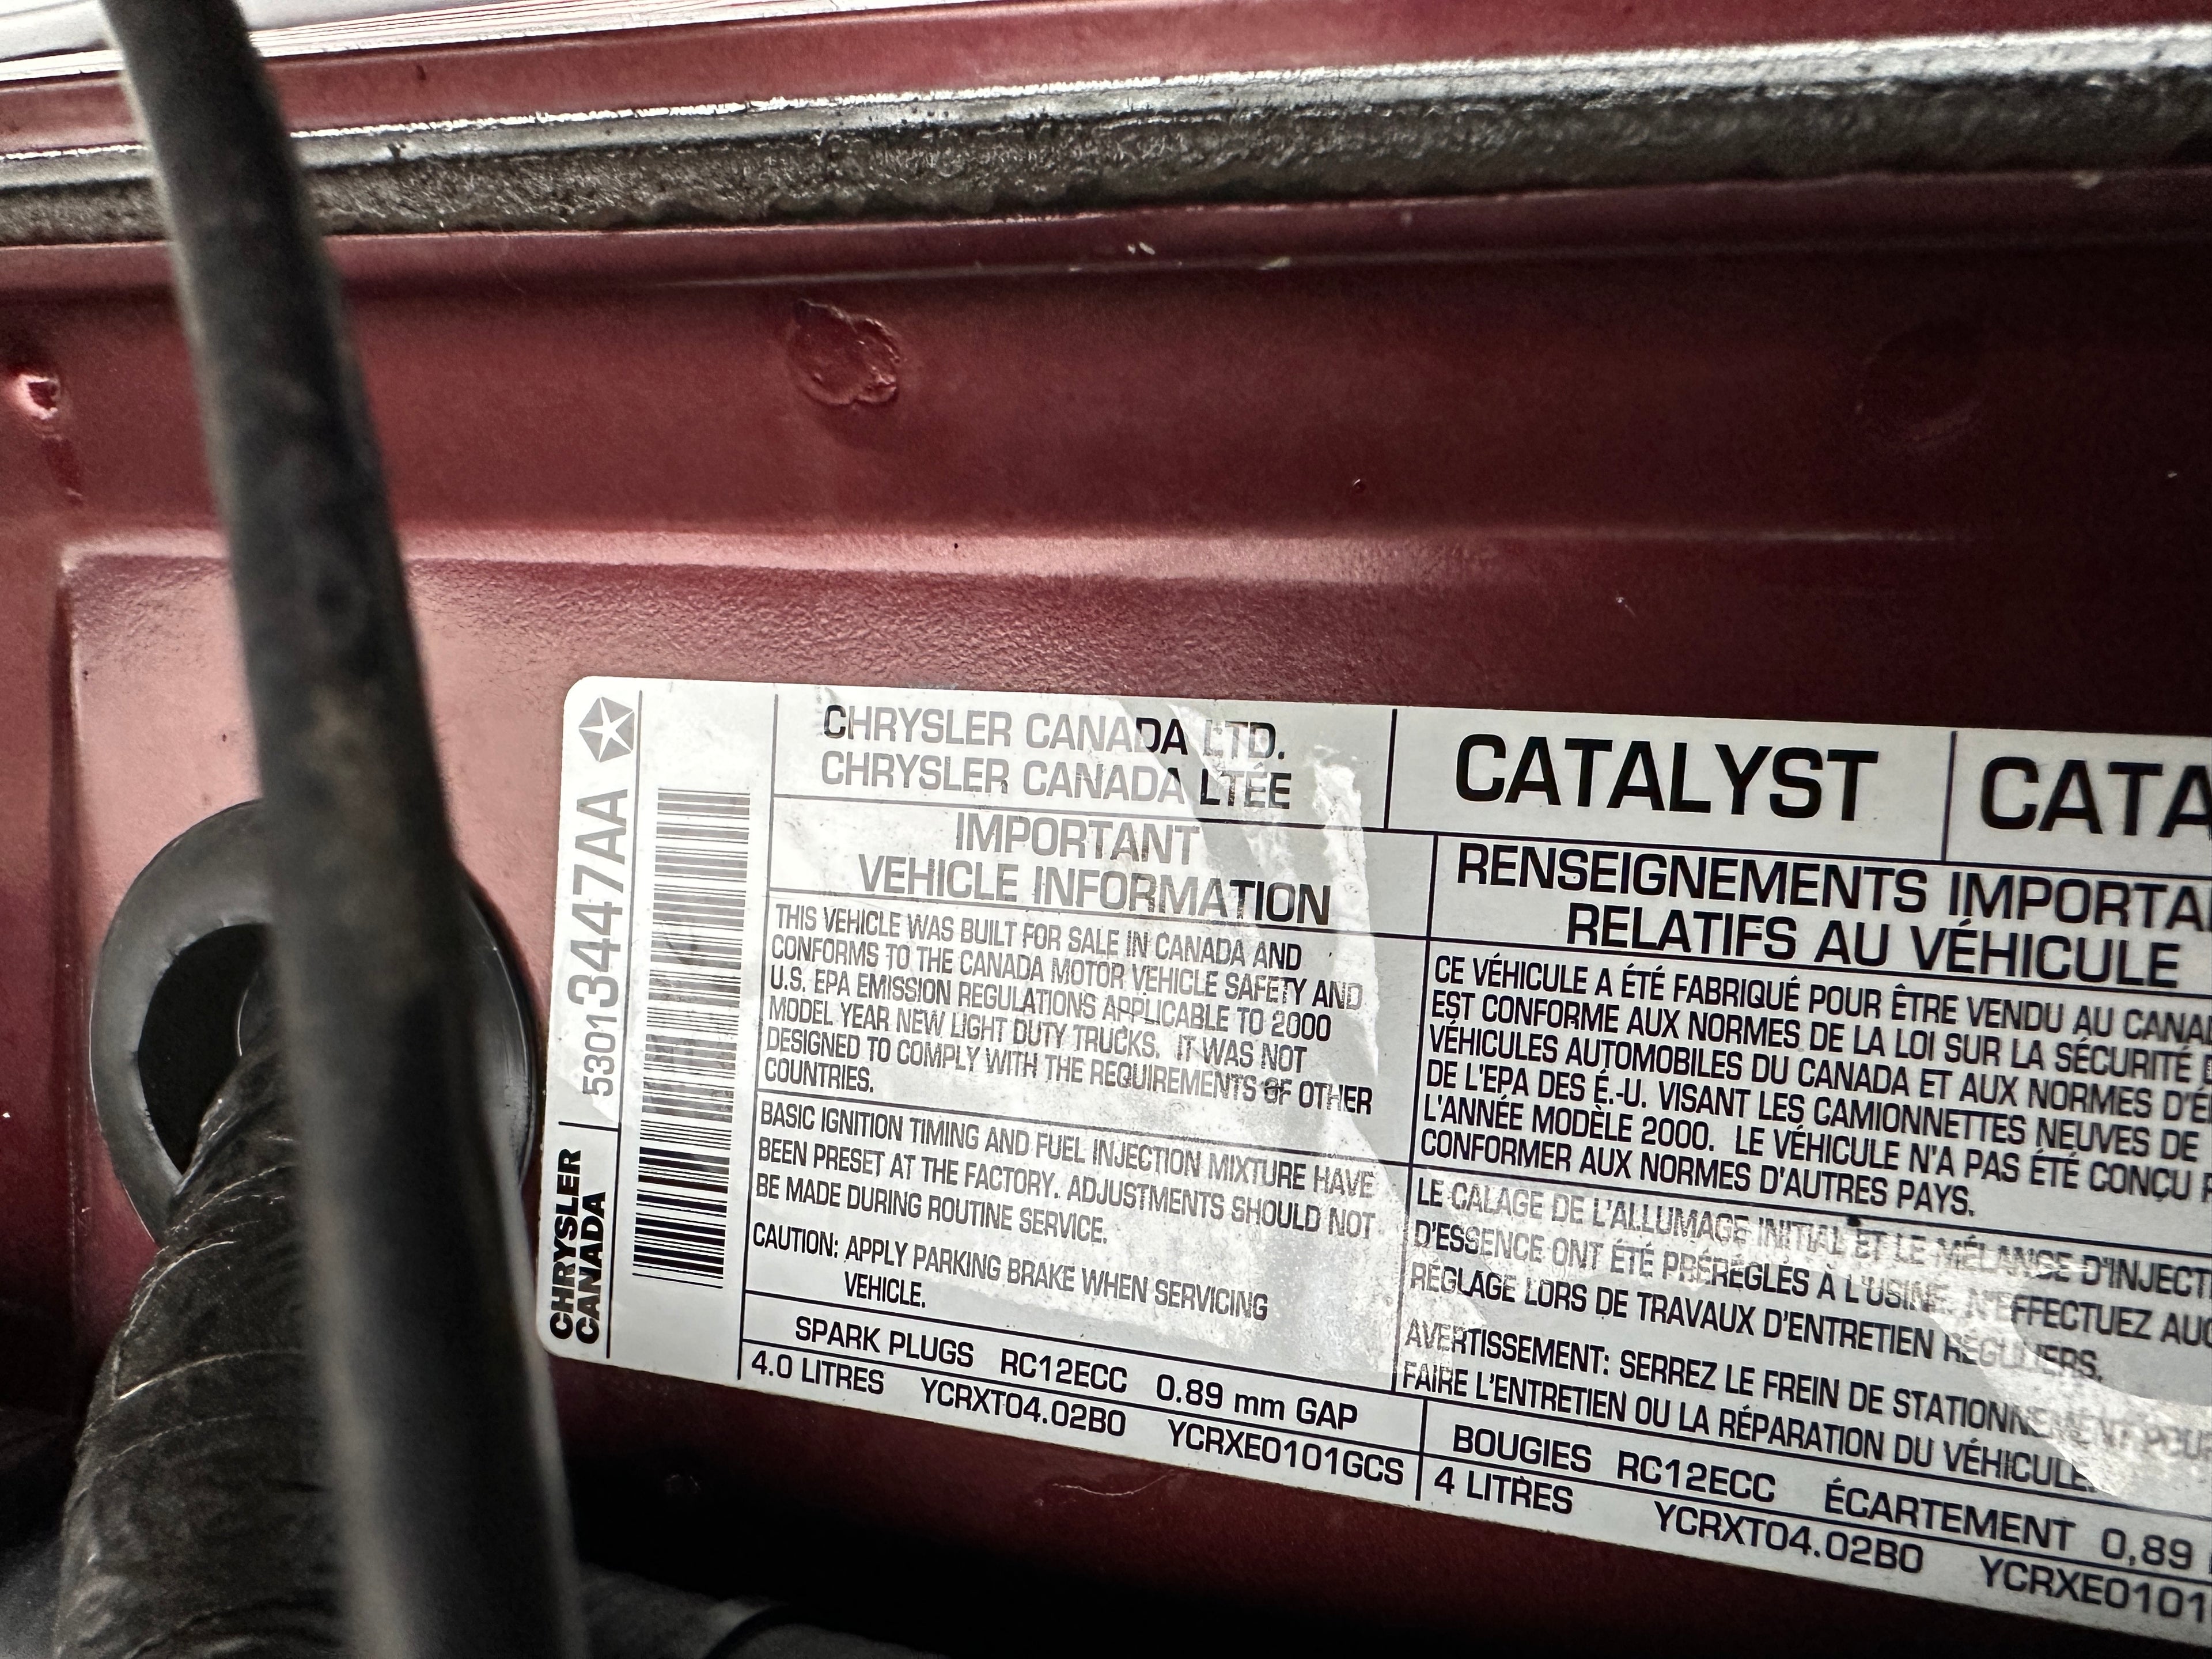 CHRYSLER
CANADA
53013447AA
CHRYSLER CANADA LTD.
CHRYSLER CANADA LTÉE
IMPORTANT
VEHICLE INFORMATION
THIS VEHICLE WAS BUILT FOR SALE IN CANADA AND
CONFORMS TO THE CANADA MOTOR VEHICLE SAFETY AND
U.S. EPA EMISSION REGULATIONS APPLICABLE TO 2000
MODEL YEAR NEW LIGHT DUTY TRUCKS. IT WAS NOT
DESIGNED TO COMPLY WITH THE REQUIREMENTS OF OTHER
COUNTRIES.
BASIC IGNITION TIMING AND FUEL INJECTION MIXTURE HAVE
BEEN PRESET AT THE FACTORY. ADJUSTMENTS SHOULD NOT
BE MADE DURING ROUTINE SERVICE.
CAUTION: APPLY PARKING BRAKE WHEN SERVICING
VEHICLE.
SPARK PLUGS RC12ECC 0.89 mm GAP
4.0 LITRES YCRXT04.02B0 YCRXE0101GCS
CATALYST
CATA
RENSEIGNEMENTS IMPORTA
RELATIFS AU VÉHICULE
CE VÉHICULE A ÉTÉ FABRIQUÉ POUR ÊTRE VENDU AU CANA
EST CONFORME AUX NORMES DE LA LOI SUR LA SÉCURITÉ
VÉHICULES AUTOMOBILES DU CANADA ET AUX NORMES D'É
DE L'EPA DES É.-U. VISANT LES CAMIONNETTES NEUVES DE
L'ANNÉE MODÈLE 2000. LE VÉHICULE N'A PAS ÉTÉ CONÇU
CONFORMER AUX NORMES D'AUTRES PAYS.
LE CALAGE DE L'ALLUMAGE INITIAL ET LE MÉLANGE D'INJECT
D'ESSENCE ONT ÉTÉ PRÉRÉGLÉS À L'USINE. N'EFFECTUEZ AUC
RÉGLAGE LORS DE TRAVAUX D'ENTRETIEN RÉGULIERS.
AVERTISSEMENT: SERREZ LE FREIN DE STATIONNEMENT POUR
FAIRE L'ENTRETIEN OU LA RÉPARATION DU VÉHICULE.
BOUGIES RC12ECC ÉCARTEMENT 0,89
4 LITRES YCRXT04.02B0 YCRXE0101